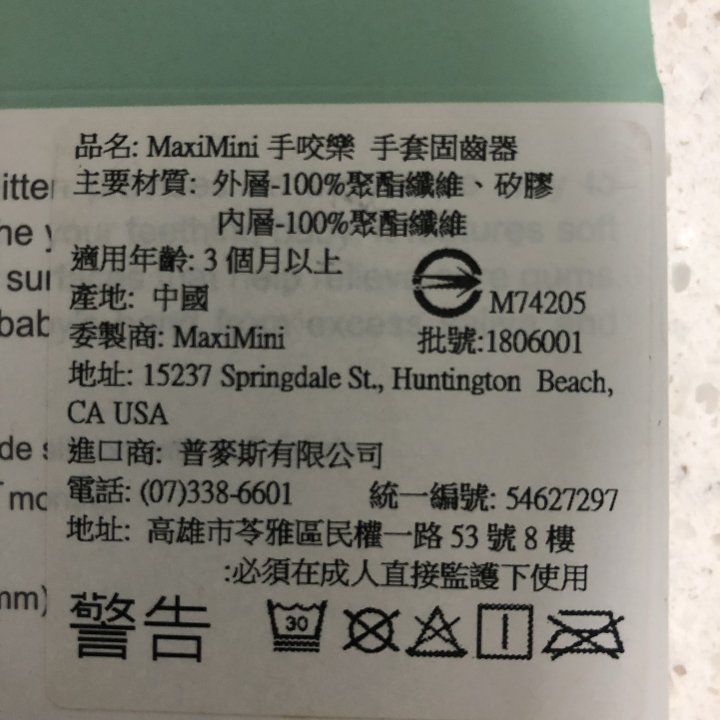 品名: MaxiMini 手咬樂 手套固齒器
主要材質: 外層-100%聚酯纖維、矽膠
內層-100%聚酯纖維
適用年齡: 3 個月以上
產地: 中國
M74205
委製商: MaxiMini
批號:1806001
地址: 15237 Springdale St., Huntington Beach,
CA USA
進口商: 普麥斯有限公司
電話: (07)338-6601 統一編號: 54627297
地址: 高雄市苓雅區民權一路 53 號 8 樓
:必須在成人直接監護下使用
警告
30